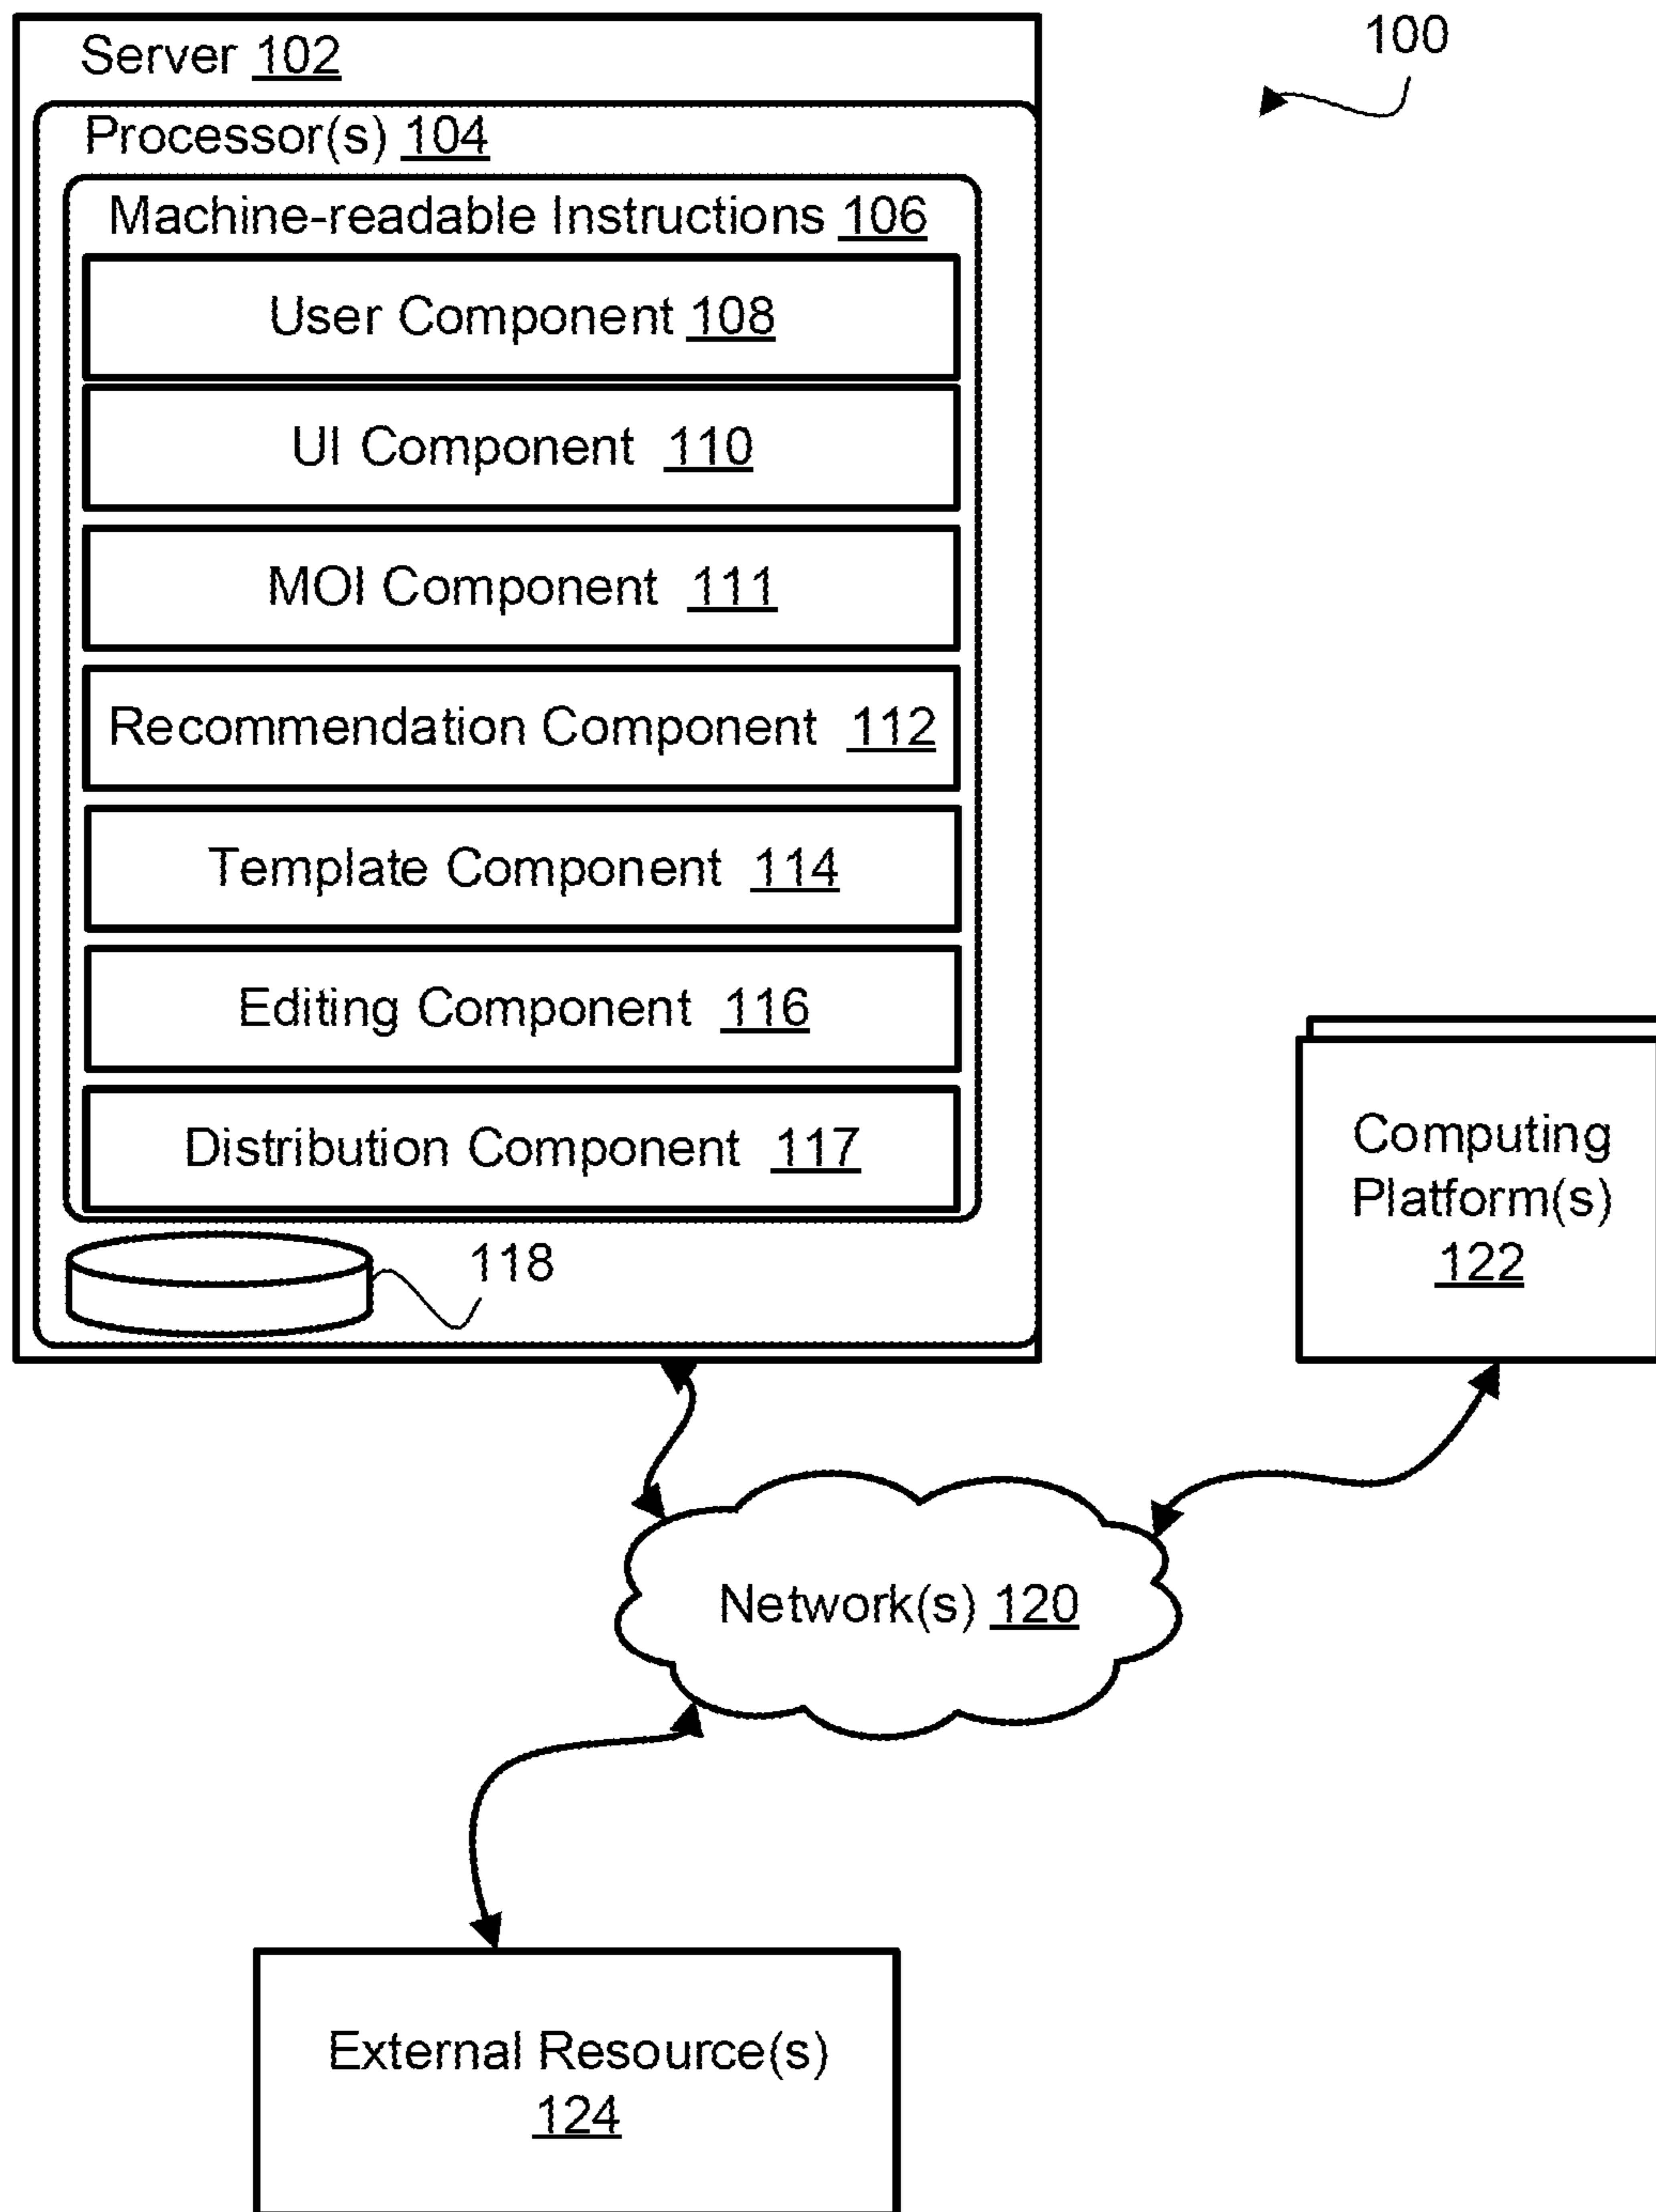 Server 102
100
Processor(s) 104
Machine-readable Instructions 106
User Component 108
UI Component 110
MOI Component 111
Recommendation Component 112
Template Component 114
Editing Component 116
Distribution Component 117
118
Computing
Platform(s)
122
Network(s) 120
External Resource(s)
124